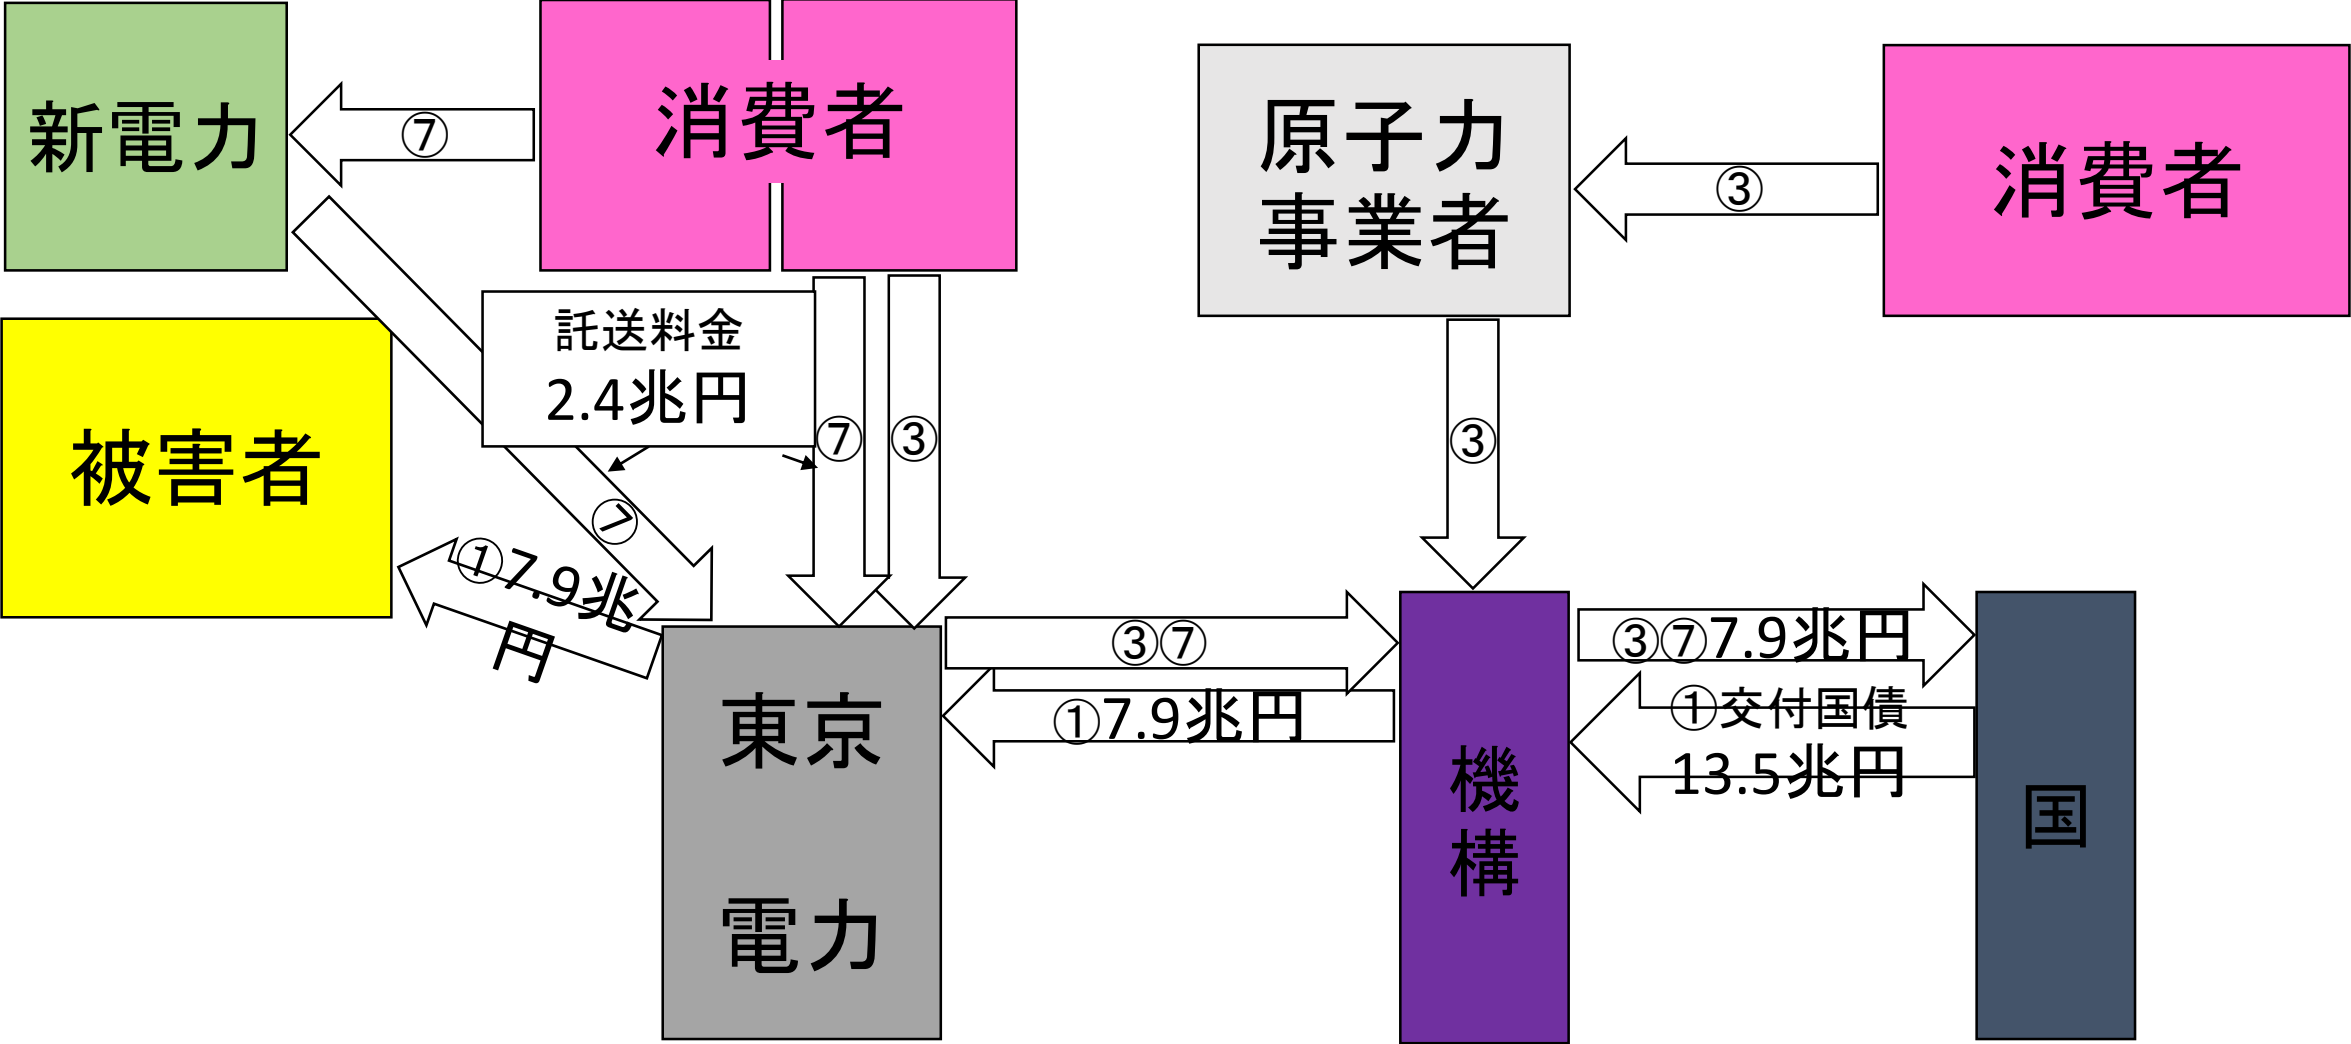 新電力
⑦
消費者
原子力
事業者
③
消費者
託送料金
2.4兆円
⑦
③
③
被害者
⑦
①7.9兆
円
③⑦
①7.9兆円
③⑦7.9兆円
①交付国債
13.5兆円
東京
電力
機
構
国